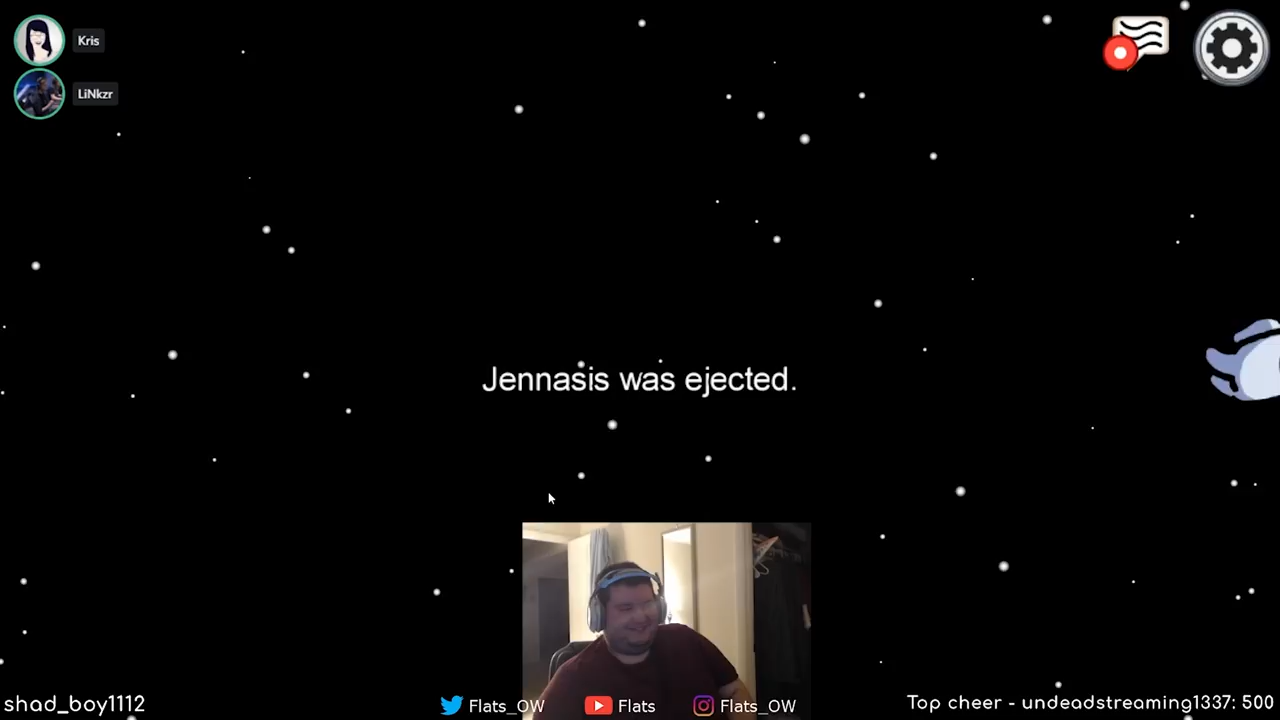 Kris
LiNkzr
Jennasis was ejected.
shad_boy1112
Flats_OW
Flats
Flats_OW
Top cheer - undeadstreaming1337: 500